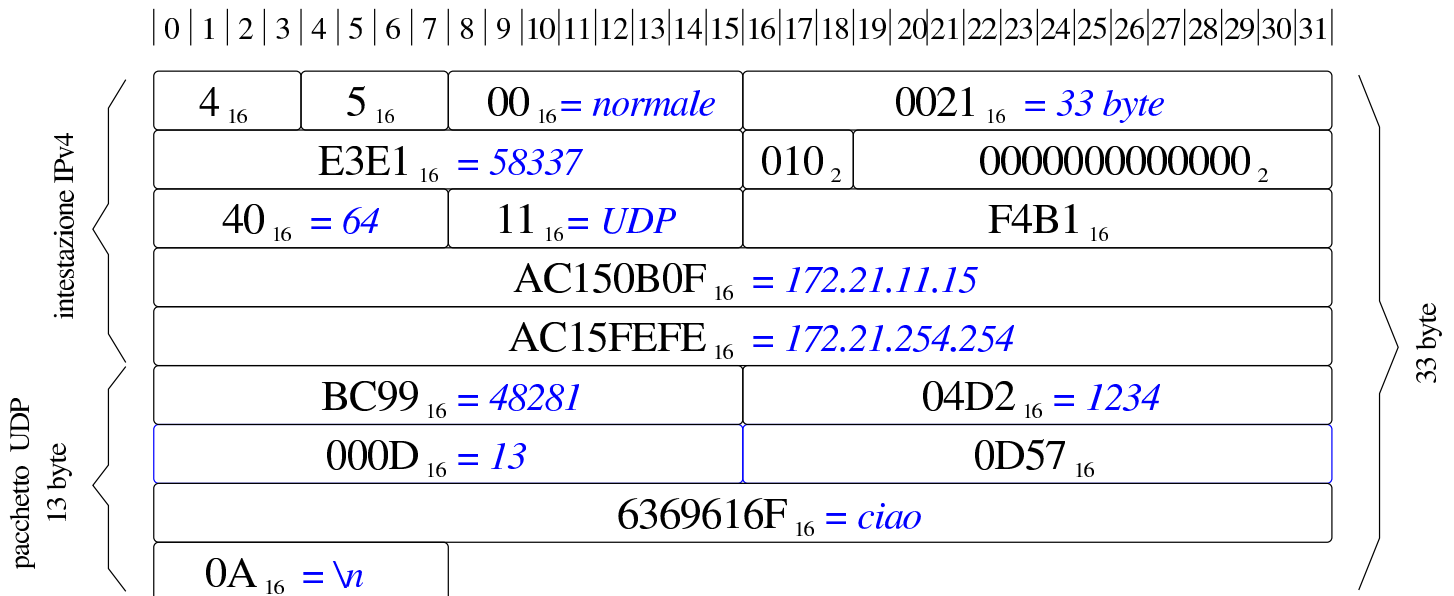 0 1 2 3 4 5 6 7 8 9 10 11 12 13 14 15 16 17 18 19 20 21 22 23 24 25 26 27 28 29 30 31
4 16 5 16 00 16 = normale 0021 16 = 33 byte
E3E1 16 = 58337 010 2 0000000000000 2
40 16 = 64 11 16 = UDP F4B1 16
AC150B0F 16 = 172.21.11.15
AC15FEFE 16 = 172.21.254.254
BC99 16 = 48281 04D2 16 = 1234
000D 16 = 13 0D57 16
6369616F 16 = ciao
0A 16 = \n
intestazione IPv4
pacchetto UDP
13 byte
33 byte